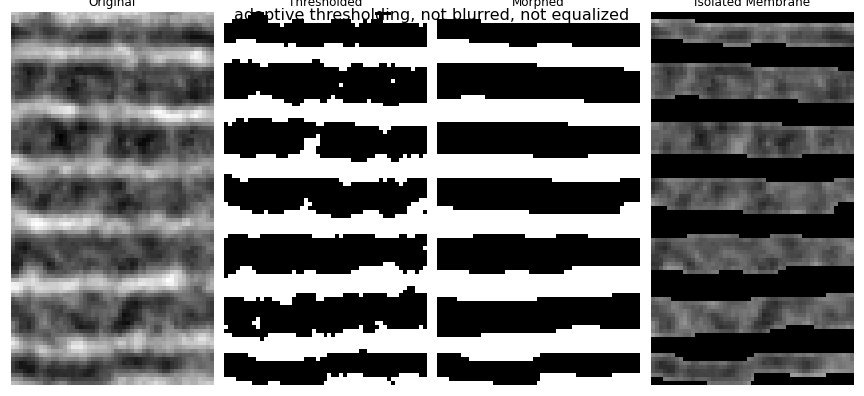 adaptive thresholding, not blurred, not equalized
Original
Thresholded
Morphed
Isolated Membrane